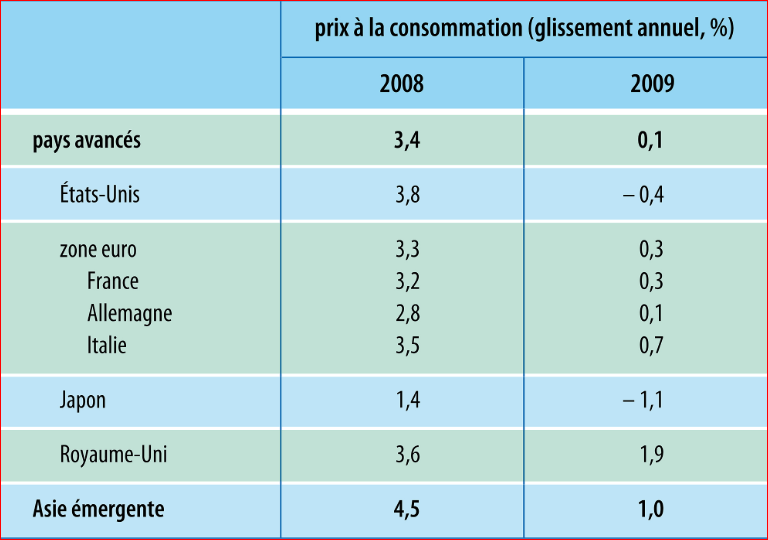 prix à la consommation (glissement annuel, %)
2008 2009
pays avancés 3,4 0,1
États-Unis 3,8 – 0,4
zone euro 3,3 0,3
France 3,2 0,3
Allemagne 2,8 0,1
Italie 3,5 0,7
Japon 1,4 – 1,1
Royaume-Uni 3,6 1,9
Asie émergente 4,5 1,0